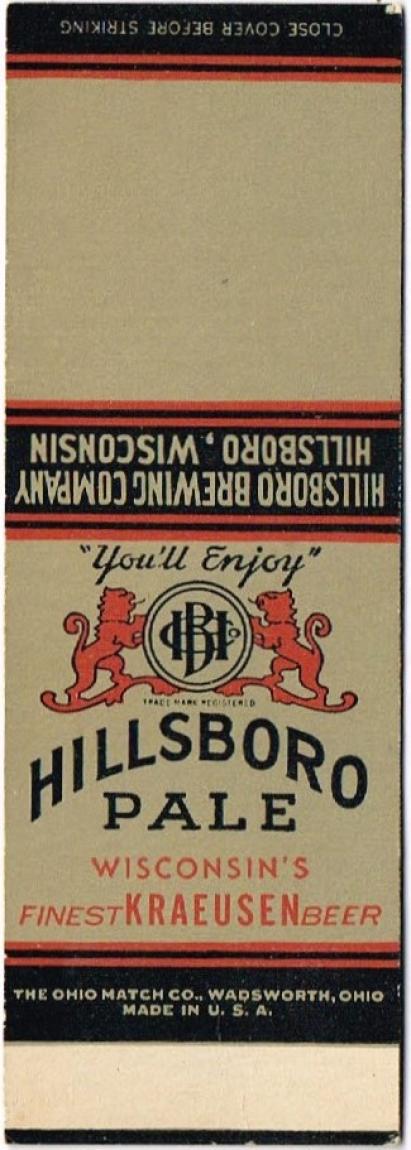 CLOSE COVER BEFORE STRIKING
HILLSBORO BREWING COMPANY
HILLSBORO, WISCONSIN
"You'll Enjoy"
HBCo
TRADE MARK REGISTERED
HILLSBORO
PALE
WISCONSIN'S
FINEST KRAEUSEN BEER
THE OHIO MATCH CO., WADSWORTH, OHIO
MADE IN U. S. A.